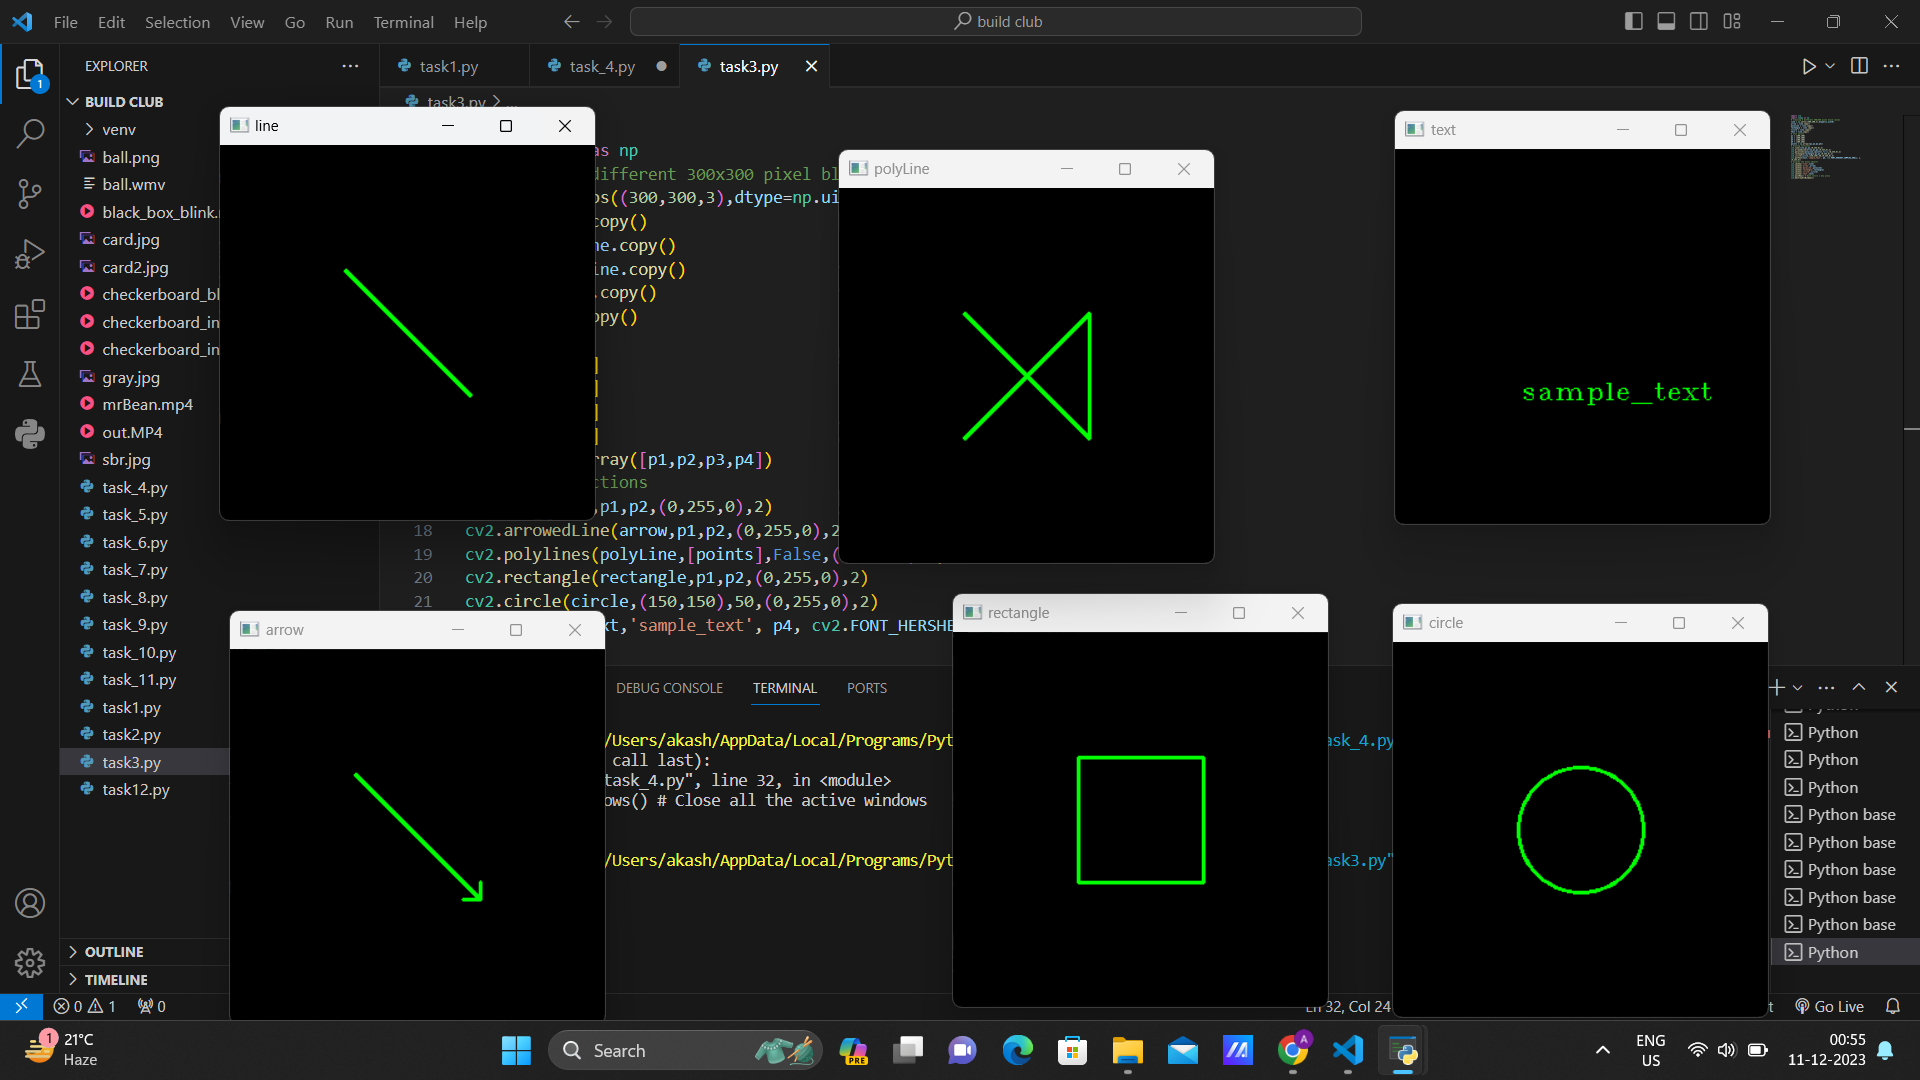 File Edit Selection View Go Run Terminal Help
build club
EXPLORER
task1.py
task_4.py
task3.py
BUILD CLUB
task3.py > ...
venv
ball.png
ball.wmv
black_box_blink.
card.jpg
card2.jpg
checkerboard_bl
checkerboard_in
checkerboard_in
gray.jpg
mrBean.mp4
out.MP4
sbr.jpg
task_4.py
task_5.py
task_6.py
task_7.py
task_8.py
task_9.py
task_10.py
task_11.py
task1.py
task2.py
task3.py
task12.py
OUTLINE
TIMELINE
line
as np
different 300x300 pixel bl
os((300,300,3),dtype=np.ui
copy()
ne.copy()
ine.copy()
.copy()
opy()
]
]
]
]
rray([p1,p2,p3,p4])
ctions
,p1,p2,(0,255,0),2)
18 cv2.arrowedLine(arrow,p1,p2,(0,255,0),2
19 cv2.polylines(polyLine,[points],False,(
20 cv2.rectangle(rectangle,p1,p2,(0,255,0),2)
21 cv2.circle(circle,(150,150),50,(0,255,0),2)
xt,'sample_text', p4, cv2.FONT_HERSHE
polyLine
text
sample_text
arrow
rectangle
circle
DEBUG CONSOLE TERMINAL PORTS
/Users/akash/AppData/Local/Programs/Pyt
ask_4.py
call last):
task_4.py", line 32, in <module>
ows() # Close all the active windows
/Users/akash/AppData/Local/Programs/Pyt
ask3.py"
Python
Python
Python
Python base
Python base
Python base
Python base
Python base
Python
1
0 1 0
Ln 32, Col 24
Go Live
1
21°C
Haze
Search
PRE
A
ENG
US
00:55
11-12-2023